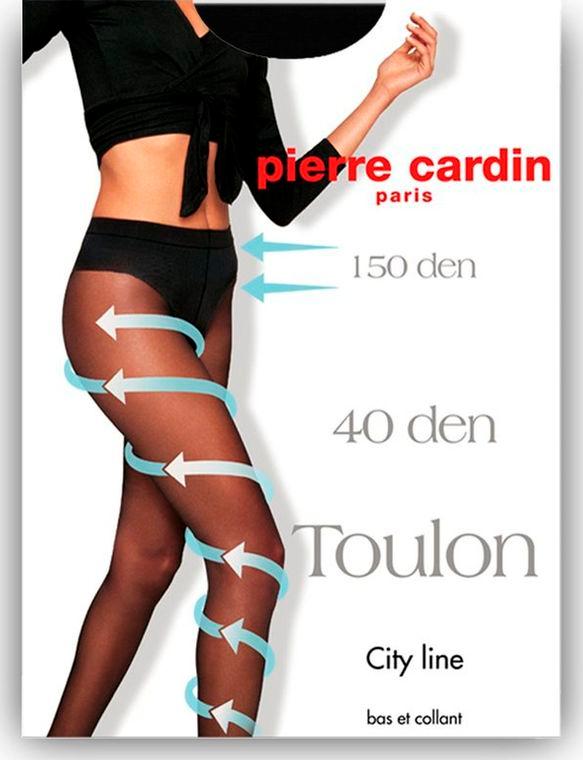 pierre cardin
paris
150 den
40 den
Toulon
City line
bas et collant